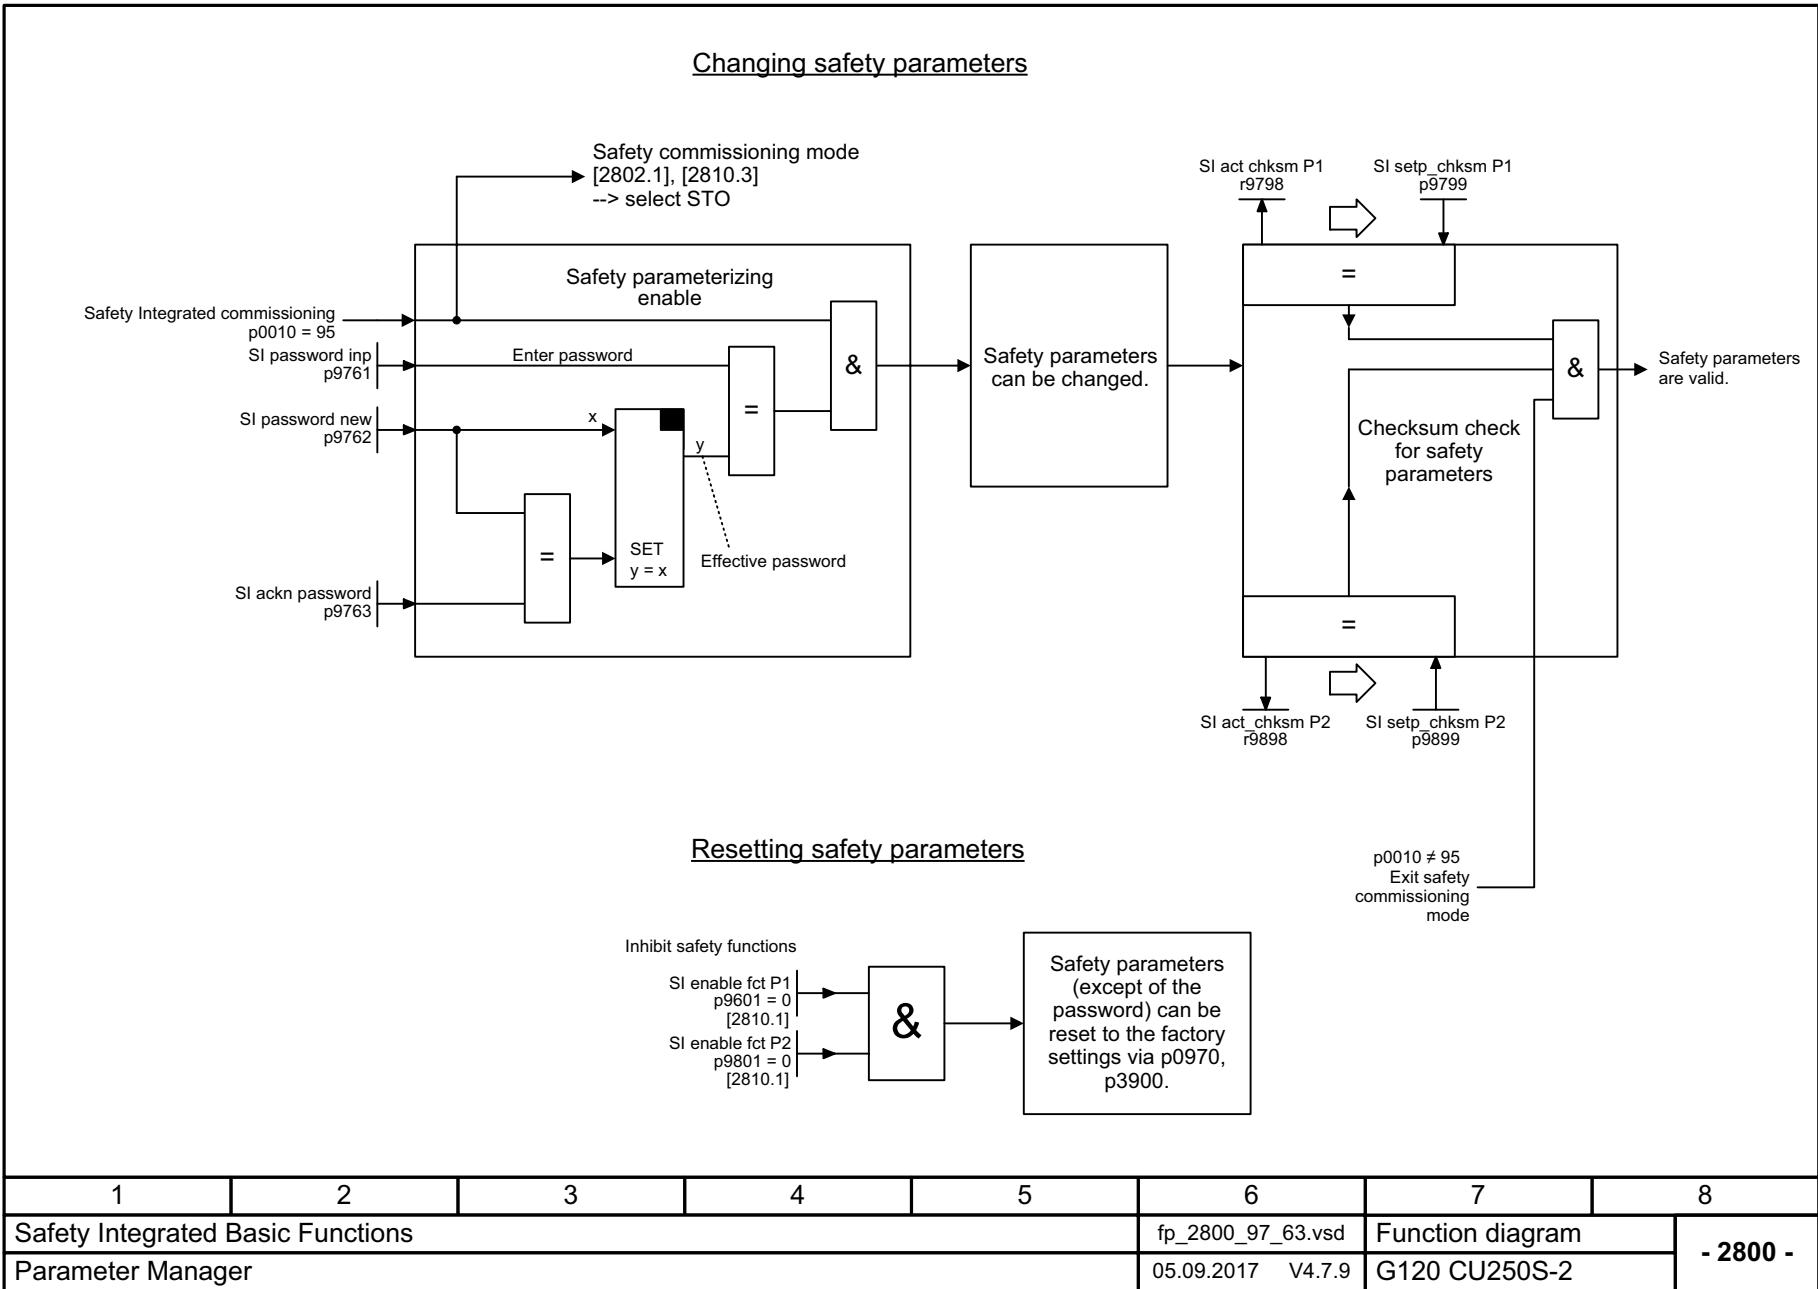 Changing safety parameters
Safety commissioning mode
[2802.1], [2810.3]
--> select STO
Safety parameterizing
enable
Safety Integrated commissioning
p0010 = 95
SI password inp
p9761
Enter password
SI password new
p9762
x
y
=
&
=
SET
y = x
Effective password
SI ackn password
p9763
Safety parameters
can be changed.
SI act chksm P1
r9798
SI setp_chksm P1
p9799
=
&
Safety parameters
are valid.
Checksum check
for safety
parameters
=
SI act_chksm P2
r9898
SI setp_chksm P2
p9899
p0010 ≠ 95
Exit safety
commissioning
mode
Resetting safety parameters
Inhibit safety functions
SI enable fct P1
p9601 = 0
[2810.1]
SI enable fct P2
p9801 = 0
[2810.1]
&
Safety parameters
(except of the
password) can be
reset to the factory
settings via p0970,
p3900.
1 2 3 4 5 6 7 8
Safety Integrated Basic Functions
fp_2800_97_63.vsd
Function diagram
- 2800 -
Parameter Manager
05.09.2017 V4.7.9
G120 CU250S-2